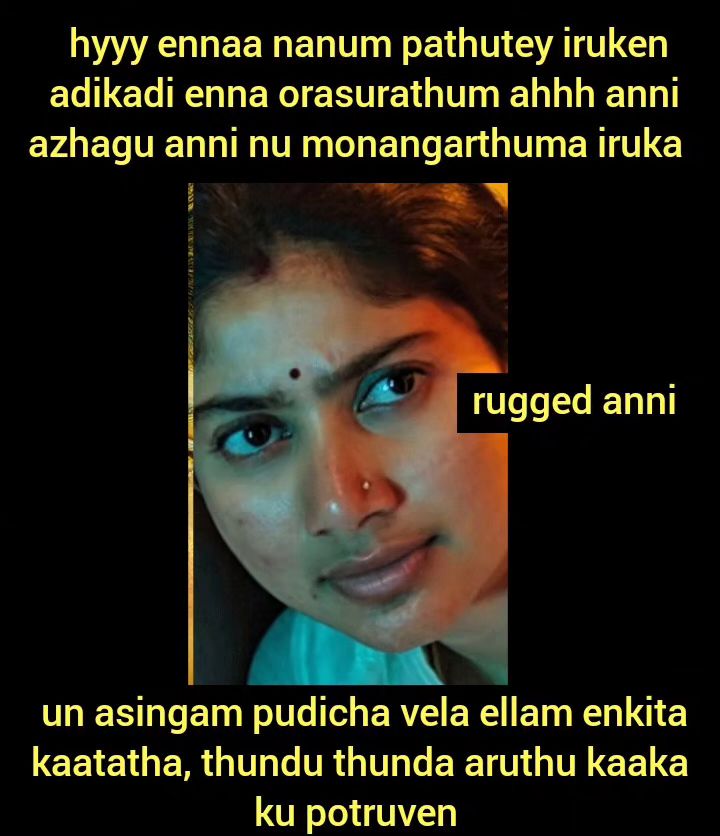 hyyy ennaa nanum pathutey iruken
adikadi enna orasurathum ahhh anni
azhagu anni nu monangarthuma iruka
rugged anni
un asingam pudicha vela ellam enkita
kaatatha, thundu thunda aruthu kaaka
ku potruven